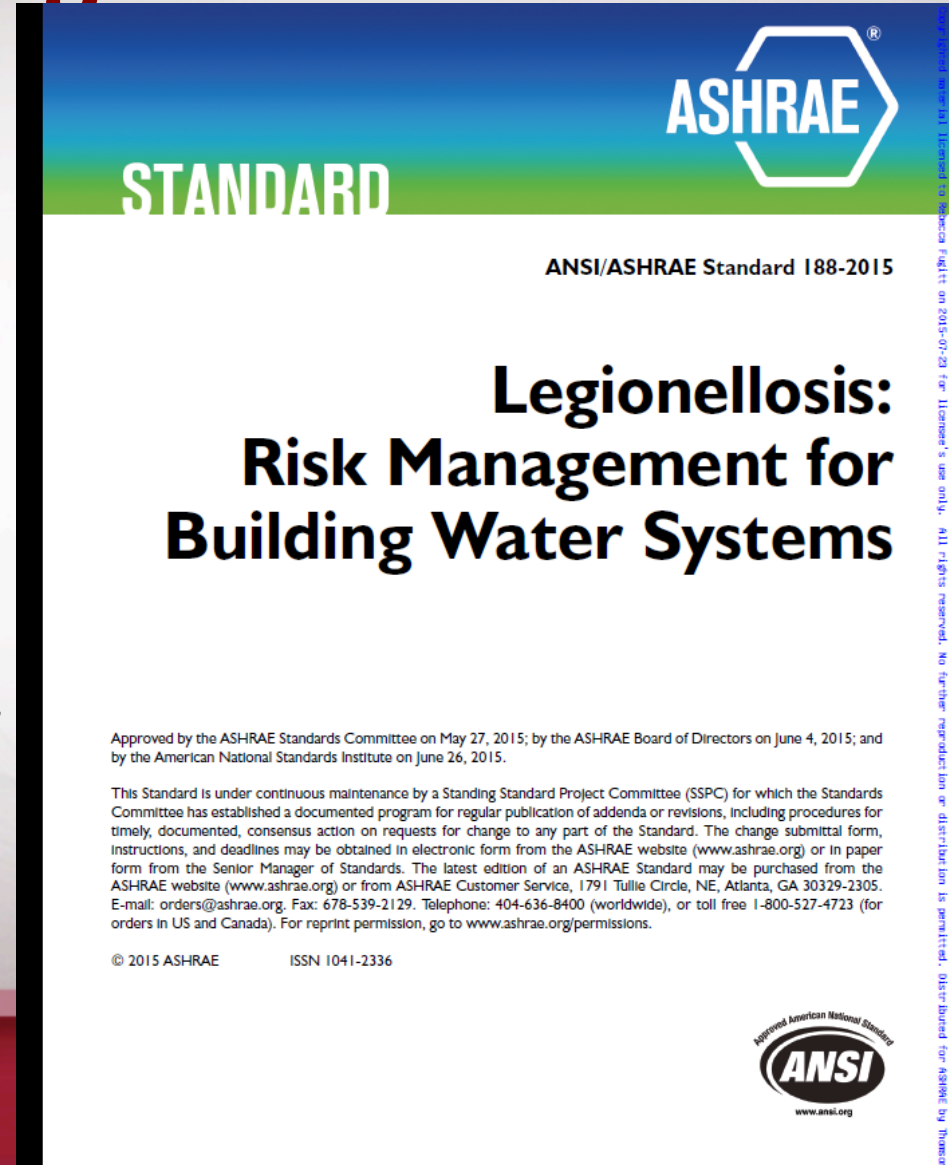 ASHRAE®
STANDARD
ANSI/ASHRAE Standard 188-2015
Legionellosis:
Risk Management for
Building Water Systems
Approved by the ASHRAE Standards Committee on May 27, 2015; by the ASHRAE Board of Directors on June 4, 2015; and
by the American National Standards Institute on June 26, 2015.
This Standard is under continuous maintenance by a Standing Standard Project Committee (SSPC) for which the Standards
Committee has established a documented program for regular publication of addenda or revisions, including procedures for
timely, documented, consensus action on requests for change to any part of the Standard. The change submittal form,
instructions, and deadlines may be obtained in electronic form from the ASHRAE website (www.ashrae.org) or in paper
form from the Senior Manager of Standards. The latest edition of an ASHRAE Standard may be purchased from the
ASHRAE website (www.ashrae.org) or from ASHRAE Customer Service, 1791 Tullie Circle, NE, Atlanta, GA 30329-2305.
E-mail: orders@ashrae.org. Fax: 678-539-2129. Telephone: 404-636-8400 (worldwide), or toll free 1-800-527-4723 (for
orders in US and Canada). For reprint permission, go to www.ashrae.org/permissions.
© 2015 ASHRAE ISSN 1041-2336
Approved American National Standard
ANSI
www.ansi.org
Copyrighted material licensed to Rebecca Fugitt on 2015-07-23 for licensee's use only. All rights reserved. No further reproduction or distribution is permitted. Distributed for ASHRAE by Thomson